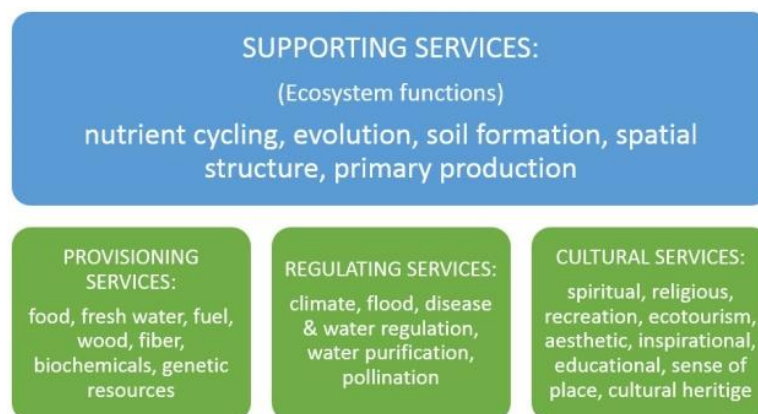 SUPPORTING SERVICES:
(Ecosystem functions)
nutrient cycling, evolution, soil formation, spatial
structure, primary production
PROVISIONING
SERVICES:
food, fresh water, fuel,
wood, fiber,
biochemicals, genetic
resources
REGULATING SERVICES:
climate, flood, disease
& water regulation,
water purification,
pollination
CULTURAL SERVICES:
spiritual, religious,
recreation, ecotourism,
aesthetic, inspirational,
educational, sense of
place, cultural heritige